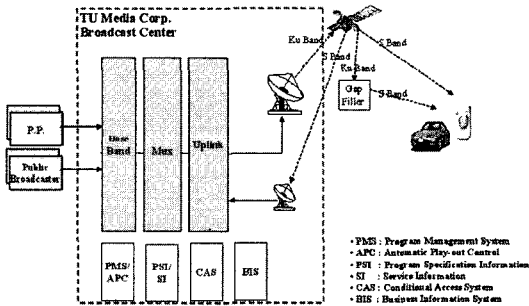 TU Media Corp.
Broadcast Center
Ku Band
S Band
S Band
Ku Band
Gap
Filler
S Band
P.P.
Public
Broadcaster
Base
Band
Mux
Uplink
PMS/
APC
PSI/
SI
CAS
BIS
• PMS : Program Management System
• APC : Automatic Play-out Control
• PSI : Program Specification Information
• SI : Service Information
• CAS : Conditional Access System
• BIS : Business Information System